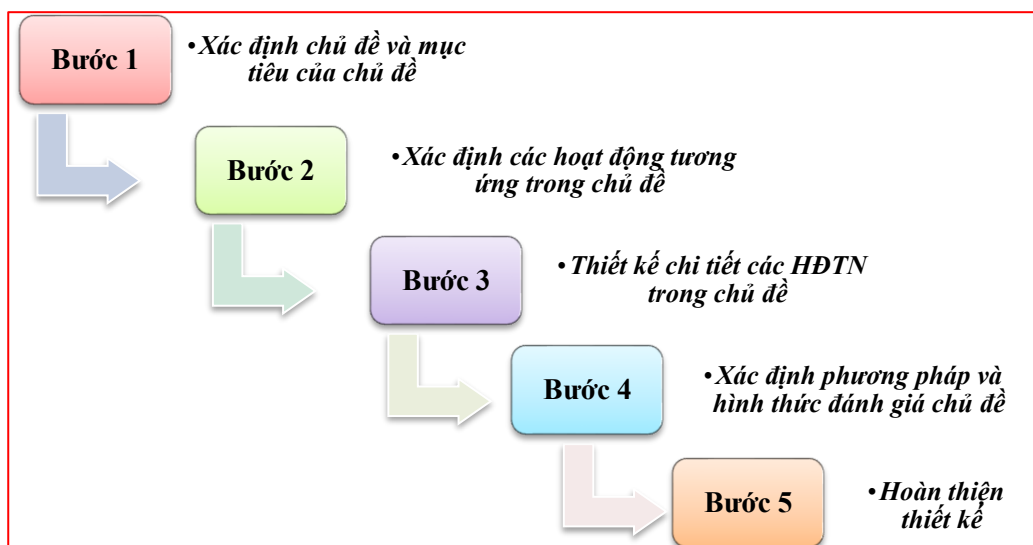 Bước 1
•Xác định chủ đề và mục
tiêu của chủ đề
Bước 2
•Xác định các hoạt động tương
ứng trong chủ đề
Bước 3
•Thiết kế chi tiết các HĐTN
trong chủ đề
Bước 4
•Xác định phương pháp và
hình thức đánh giá chủ đề
Bước 5
•Hoàn thiện
thiết kế